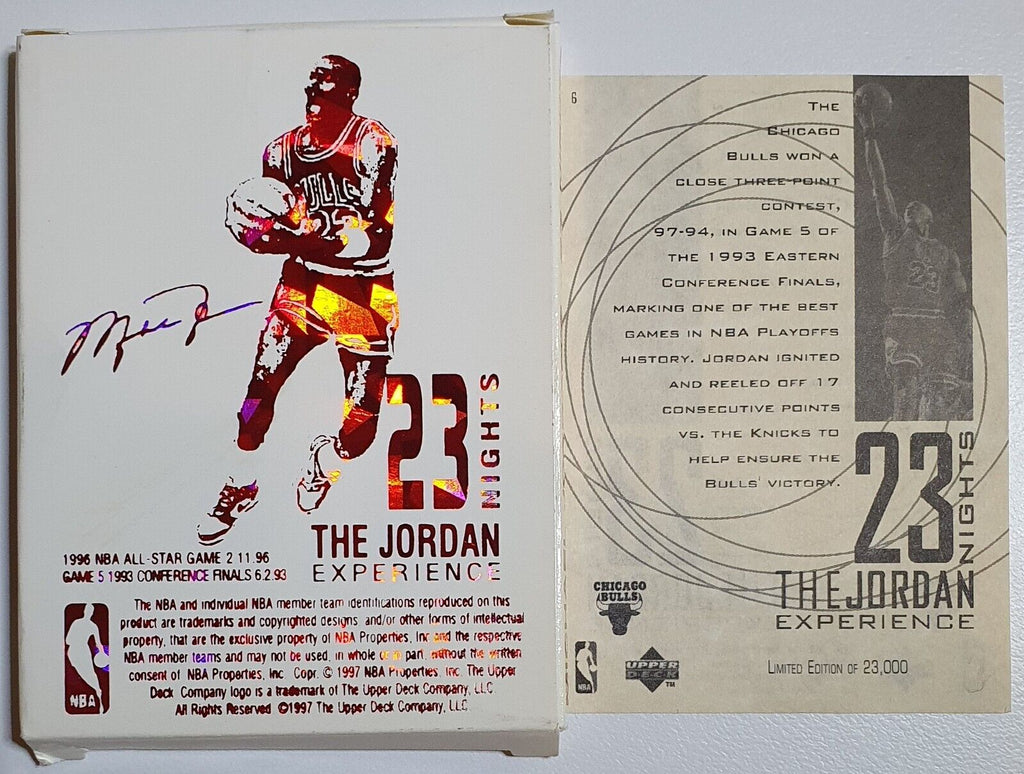 BULLS
23
23
NIGHTS
THE JORDAN
EXPERIENCE
1996 NBA ALL-STAR GAME 2.11.96
GAME 5 1993 CONFERENCE FINALS 6.2.93
The NBA and individual NBA member team identifications reproduced on this
product are trademarks and copyrighted designs, and/or other forms of intellectual
property, that are the exclusive property of NBA Properties, Inc. and the respective
NBA member teams and may not be used, in whole or in part, without the written
consent of NBA Properties, Inc. Copr. © 1997 NBA Properties, Inc. The Upper
Deck Company logo is a trademark of The Upper Deck Company, LLC
All Rights Reserved ©1997 The Upper Deck Company, LLC
NBA
6
THE
CHICAGO
BULLS WON A
CLOSE THREE-POINT
CONTEST,
97-94, IN GAME 5 OF
THE 1993 EASTERN
CONFERENCE FINALS,
MARKING ONE OF THE BEST
GAMES IN NBA PLAYOFFS
HISTORY. JORDAN IGNITED
AND REELED OFF 17
CONSECUTIVE POINTS
VS. THE KNICKS TO
HELP ENSURE THE
BULLS' VICTORY.
23
23
NIGHTS
THE JORDAN
EXPERIENCE
CHICAGO
BULLS
NBA
UPPER
DECK
TM
LIMITED EDITION OF 23,000